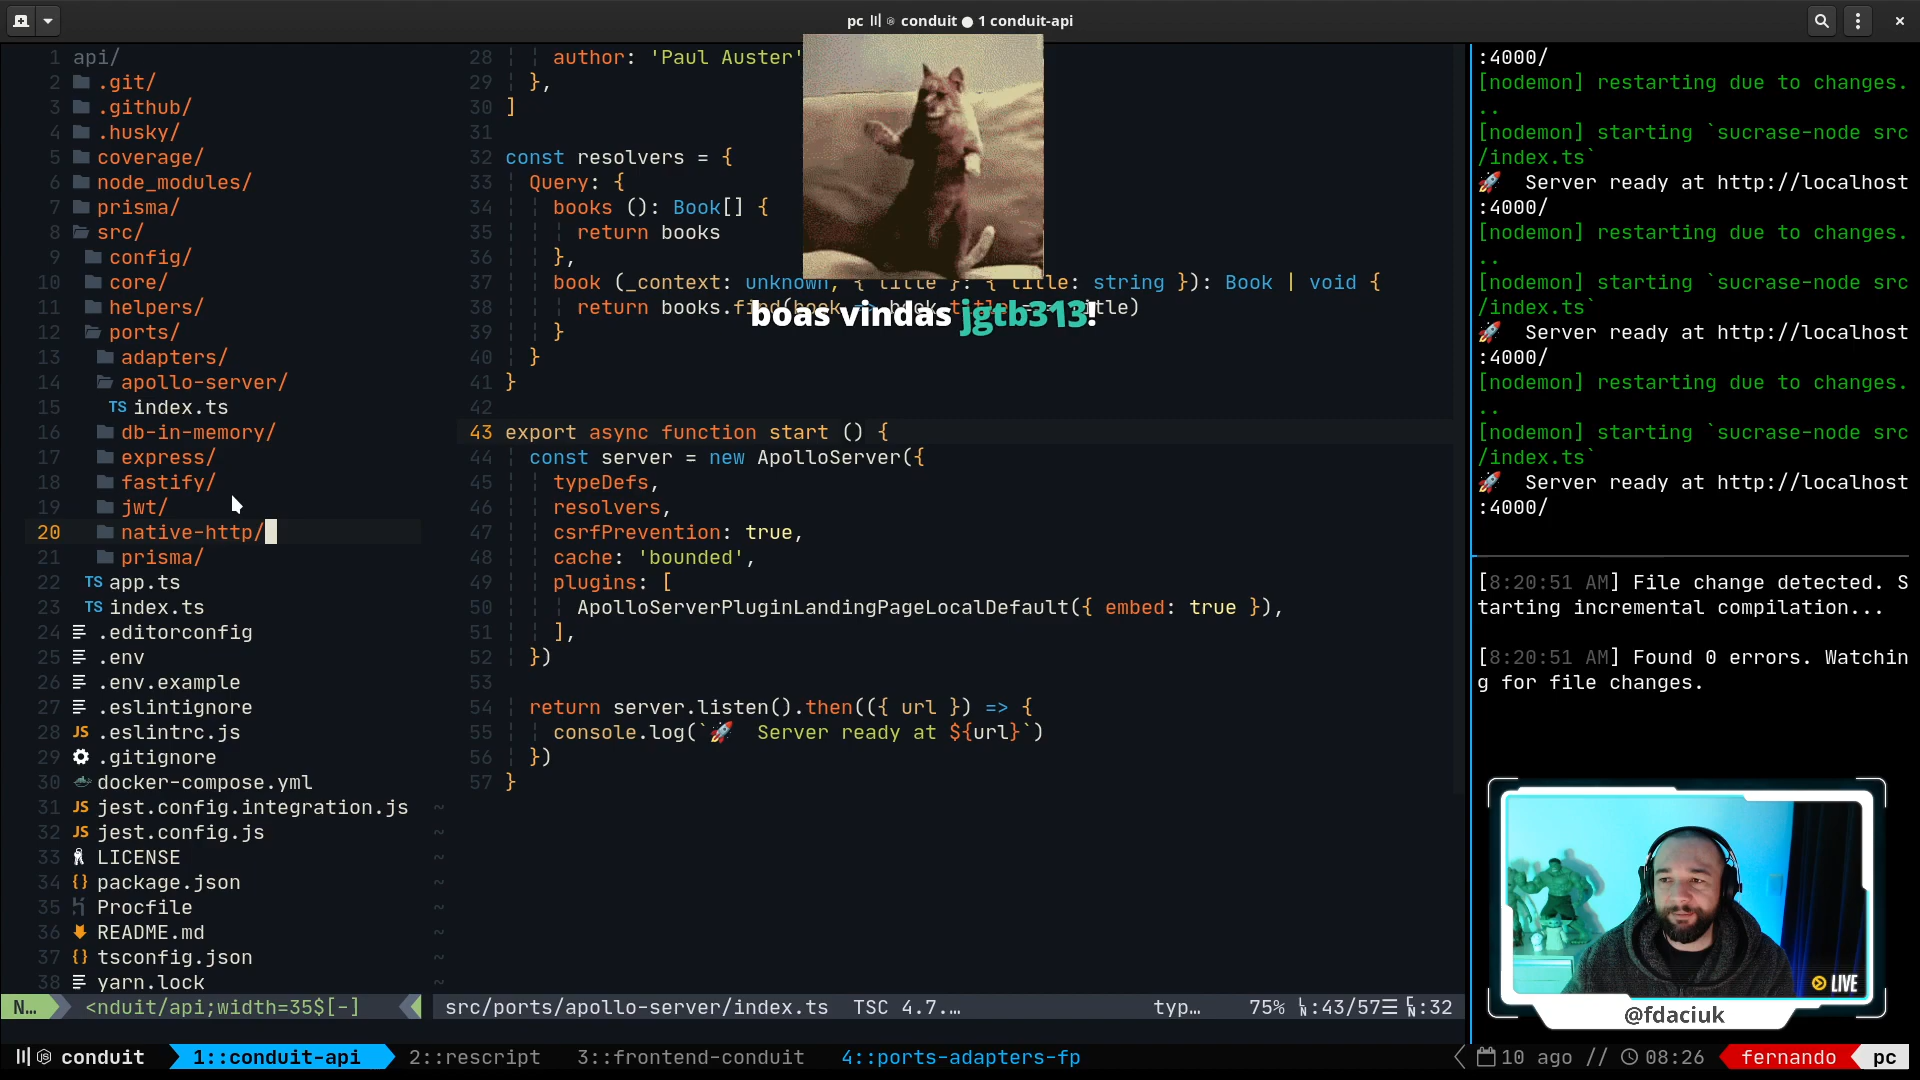 pc conduit ● 1 conduit-api
1 api/
2 .git/
3 .github/
4 .husky/
5 coverage/
6 node_modules/
7 prisma/
8 src/
9 config/
10 core/
11 helpers/
12 ports/
13 adapters/
14 apollo-server/
15 TS index.ts
16 db-in-memory/
17 express/
18 fastify/
19 jwt/
20 native-http/
21 prisma/
22 TS app.ts
23 TS index.ts
24 .editorconfig
25 .env
26 .env.example
27 .eslintignore
28 JS .eslintrc.js
29 .gitignore
30 docker-compose.yml
31 JS jest.config.integration.js
32 JS jest.config.js
33 LICENSE
34 {} package.json
35 Procfile
36 README.md
37 {} tsconfig.json
38 yarn.lock
N... <nduit/api;width=35$[-]
28 author: 'Paul Auster'
29 },
30 ]
31
32 const resolvers = {
33 Query: {
34 books (): Book[] {
35 return books
36 },
37 book (_context: unknown, { title }: { title: string }): Book | void {
38 return books.find(book => book.title === title)
39 }
40 }
41 }
42
43 export async function start () {
44 const server = new ApolloServer({
45 typeDefs,
46 resolvers,
47 csrfPrevention: true,
48 cache: 'bounded',
49 plugins: [
50 ApolloServerPluginLandingPageLocalDefault({ embed: true }),
51 ],
52 })
53
54 return server.listen().then(({ url }) => {
55 console.log(`🚀  Server ready at ${url}`)
56 })
57 }
boas vindas jgtb313!
src/ports/apollo-server/index.ts TSC 4.7.… typ… 75% 43/57 32
:4000/
[nodemon] restarting due to changes.
..
[nodemon] starting `sucrase-node src
/index.ts`
🚀  Server ready at http://localhost
:4000/
[nodemon] restarting due to changes.
..
[nodemon] starting `sucrase-node src
/index.ts`
🚀  Server ready at http://localhost
:4000/
[nodemon] restarting due to changes.
..
[nodemon] starting `sucrase-node src
/index.ts`
🚀  Server ready at http://localhost
:4000/
[8:20:51 AM] File change detected. S
tarting incremental compilation...
[8:20:51 AM] Found 0 errors. Watchin
g for file changes.
LIVE
@fdaciuk
conduit 1::conduit-api 2::rescript 3::frontend-conduit 4::ports-adapters-fp 10 ago // 08:26 fernando pc